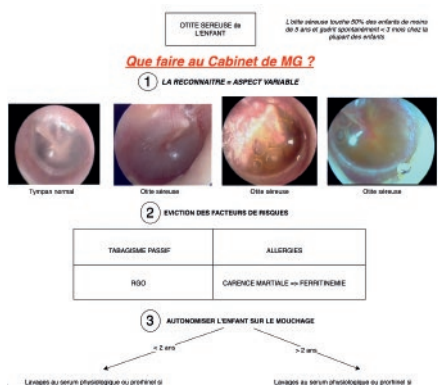 OTITE SEREUSE de
L'ENFANT
L'otite séreuse touche 50% des enfants de moins
de 5 ans et guérit spontanément < 3 mois chez la
plupart des enfants
Que faire au Cabinet de MG ?
1 LA RECONNAITRE = ASPECT VARIABLE
Tympan normal
Otite séreuse
Otite séreuse
Otite séreuse
2 EVICTION DES FACTEURS DE RISQUES
TABAGISME PASSIF
ALLERGIES
RGO
CARENCE MARTIALE => FERRITINEMIE
3 AUTONOMISER L'ENFANT SUR LE MOUCHAGE
< 2 ans
> 2 ans
Lavages au serum physiologique ou prorhinel si
Lavages au serum physiologique ou prorhinel si